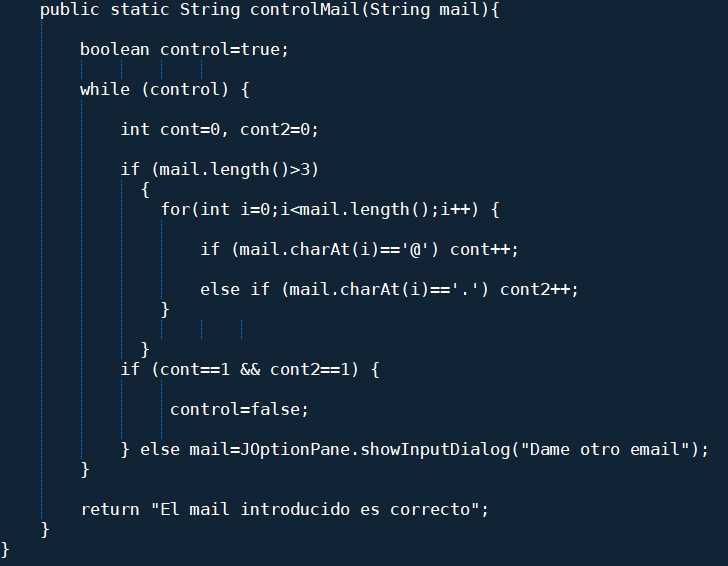 public static String controlMail(String mail){
boolean control=true;
while (control) {
int cont=0, cont2=0;
if (mail.length()>3)
{
for(int i=0;i<mail.length();i++) {
if (mail.charAt(i)=='@') cont++;
else if (mail.charAt(i)=='.') cont2++;
}
}
if (cont==1 && cont2==1) {
control=false;
} else mail=JOptionPane.showInputDialog("Dame otro email");
}
return "El mail introducido es correcto";
}
}